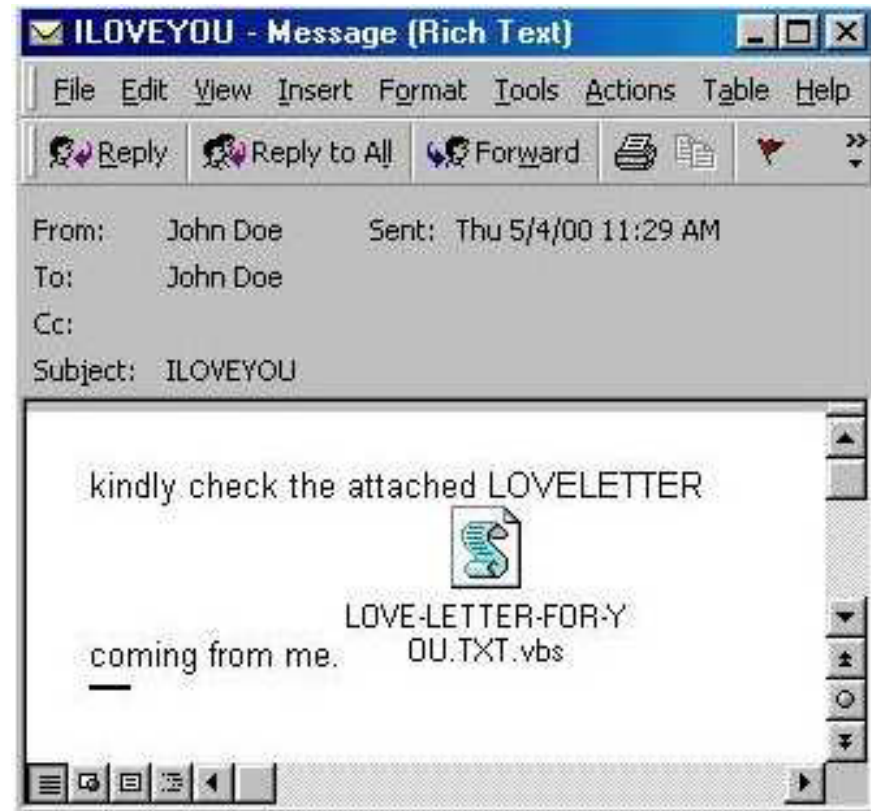 ILOVEYOU - Message (Rich Text)
File Edit View Insert Format Tools Actions Table Help
Reply Reply to All Forward
From: John Doe Sent: Thu 5/4/00 11:29 AM
To: John Doe
Cc:
Subject: ILOVEYOU
kindly check the attached LOVELETTER
LOVE-LETTER-FOR-Y
OU.TXT.vbs
coming from me.